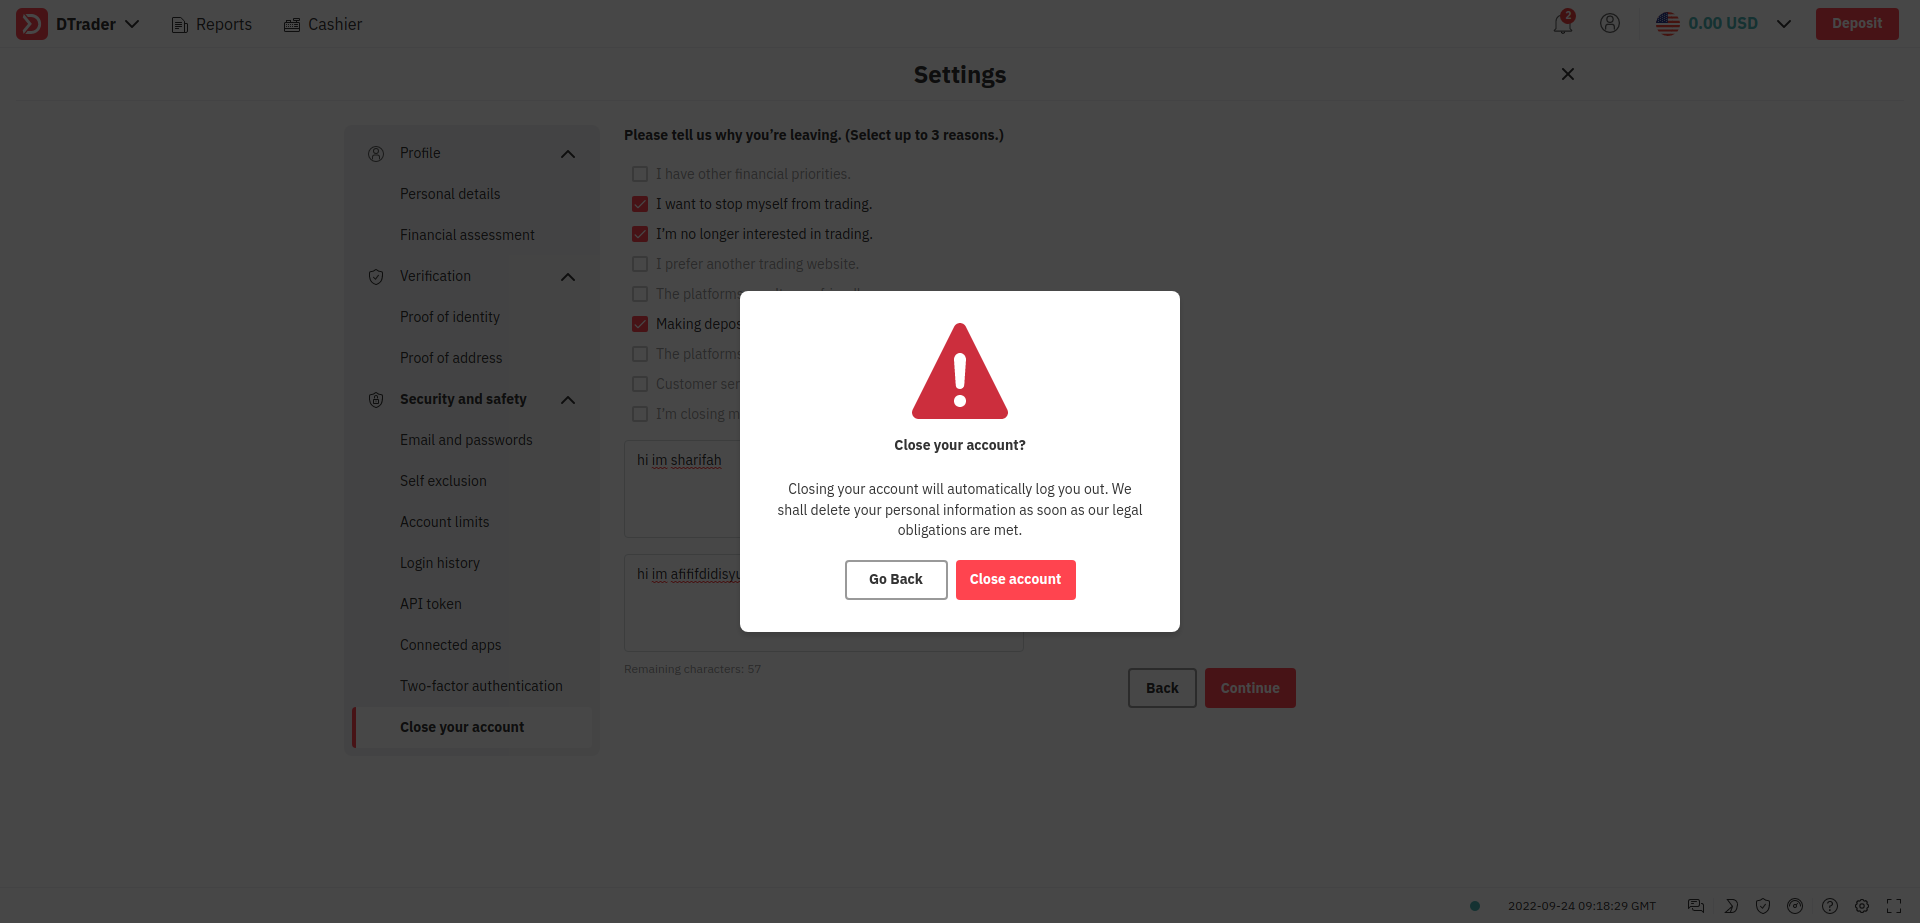 DTrader
Reports
Cashier
2
0.00 USD
Deposit
Settings
Profile
Personal details
Financial assessment
Verification
Proof of identity
Proof of address
Security and safety
Email and passwords
Self exclusion
Account limits
Login history
API token
Connected apps
Two-factor authentication
Close your account
Please tell us why you’re leaving. (Select up to 3 reasons.)
I have other financial priorities.
I want to stop myself from trading.
I’m no longer interested in trading.
I prefer another trading website.
The platforms
Making
The platforms
Customer
I’m closing
hi im sharifah
hi im
Remaining characters: 57
Back
Continue
Close your account?
Closing your account will automatically log you out. We
shall delete your personal information as soon as our legal
obligations are met.
Go Back
Close account
2022-09-24 09:18:29 GMT